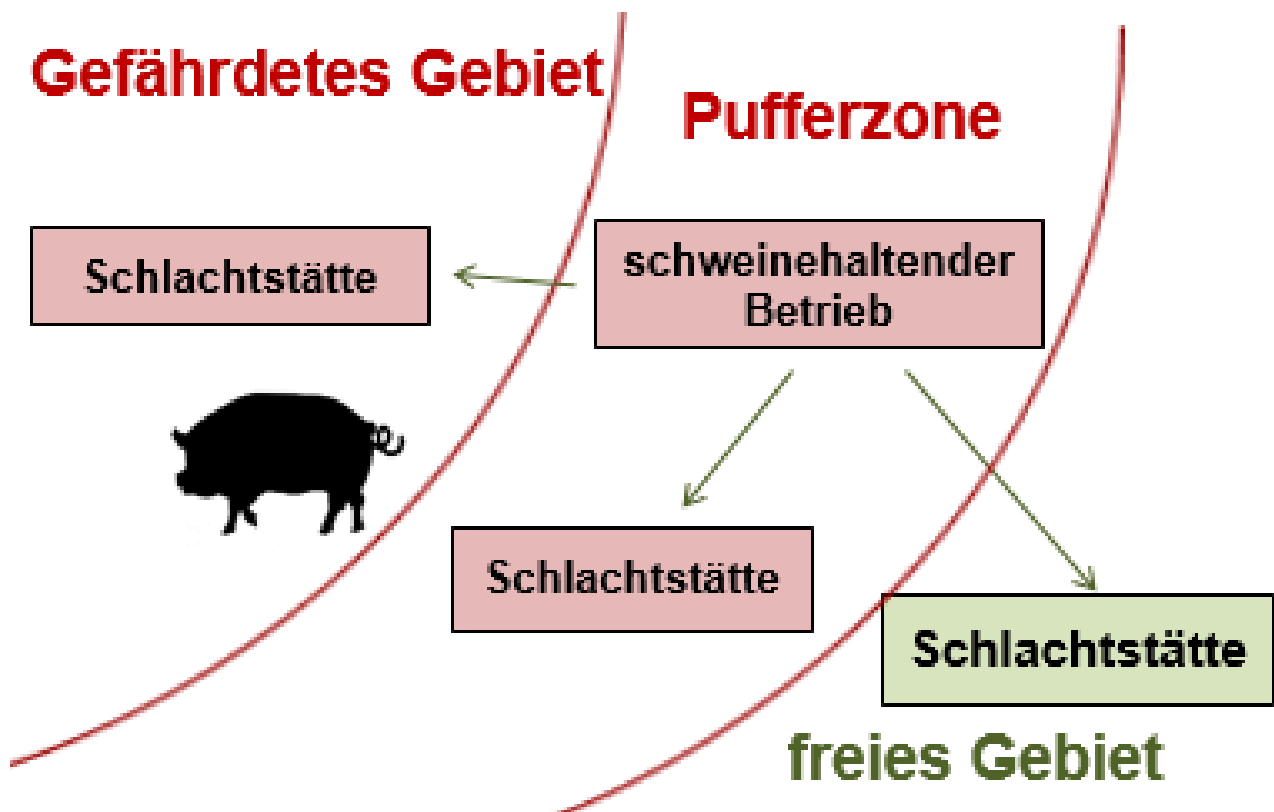 Gefährdetes Gebiet
Pufferzone
Schlachtstätte
schweinehaltender
Betrieb
Schlachtstätte
Schlachtstätte
freies Gebiet